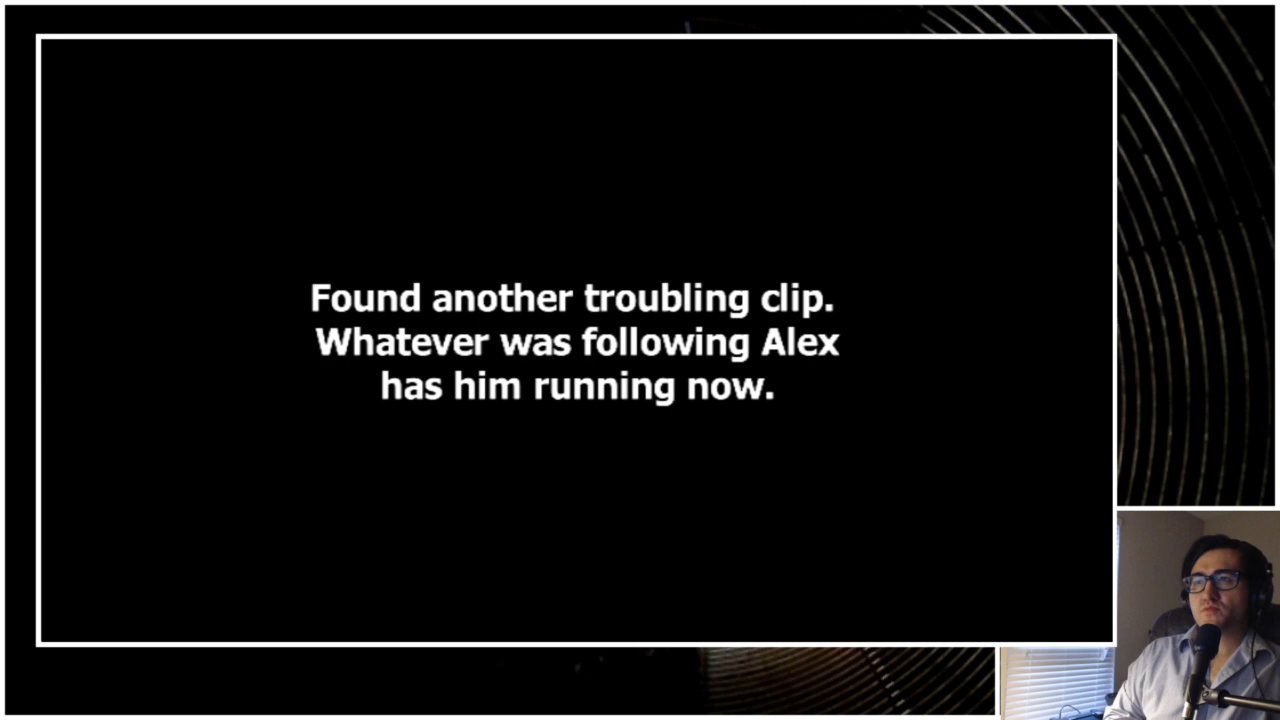 Found another troubling clip.
Whatever was following Alex
has him running now.